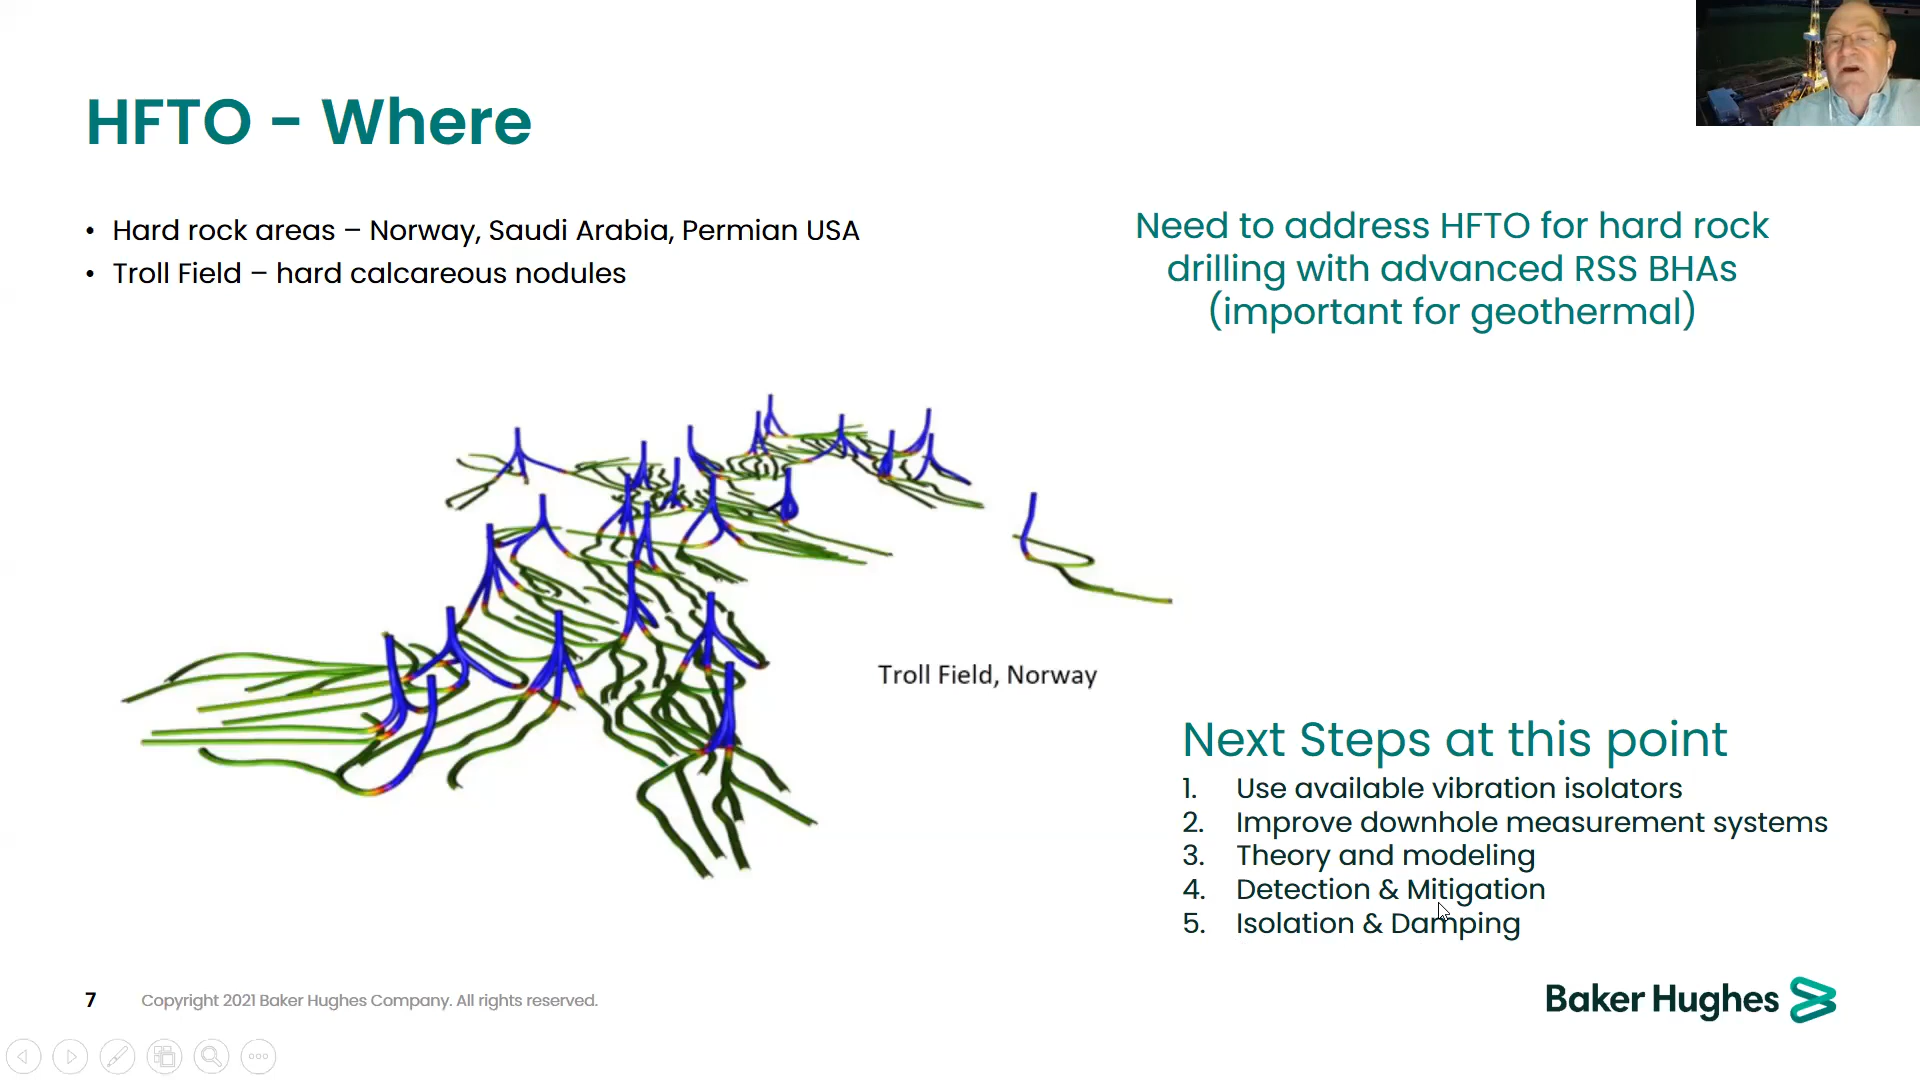 HFTO - Where
• Hard rock areas – Norway, Saudi Arabia, Permian USA
• Troll Field – hard calcareous nodules
Need to address HFTO for hard rock
drilling with advanced RSS BHAs
(important for geothermal)
Troll Field, Norway
Next Steps at this point
1. Use available vibration isolators
2. Improve downhole measurement systems
3. Theory and modeling
4. Detection & Mitigation
5. Isolation & Damping
7 Copyright 2021 Baker Hughes Company. All rights reserved.
Baker Hughes